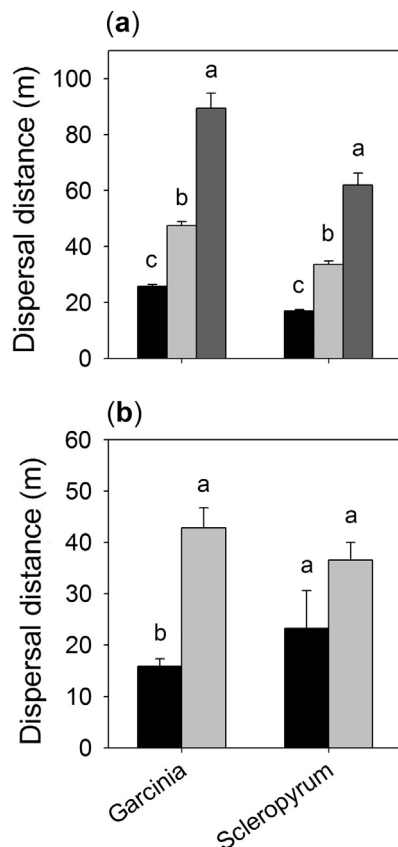 (a)
Dispersal distance (m)
100
80
60
40
20
0
c
b
a
c
b
a
(b)
Dispersal distance (m)
60
50
40
30
20
10
0
b
a
a
a
Garcinia
Scleropyrum